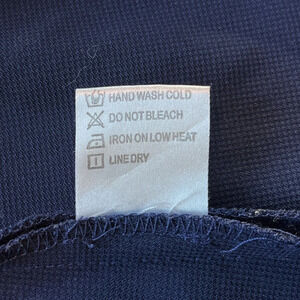 HAND WASH COLD
DO NOT BLEACH
IRON ON LOW HEAT
LINE DRY